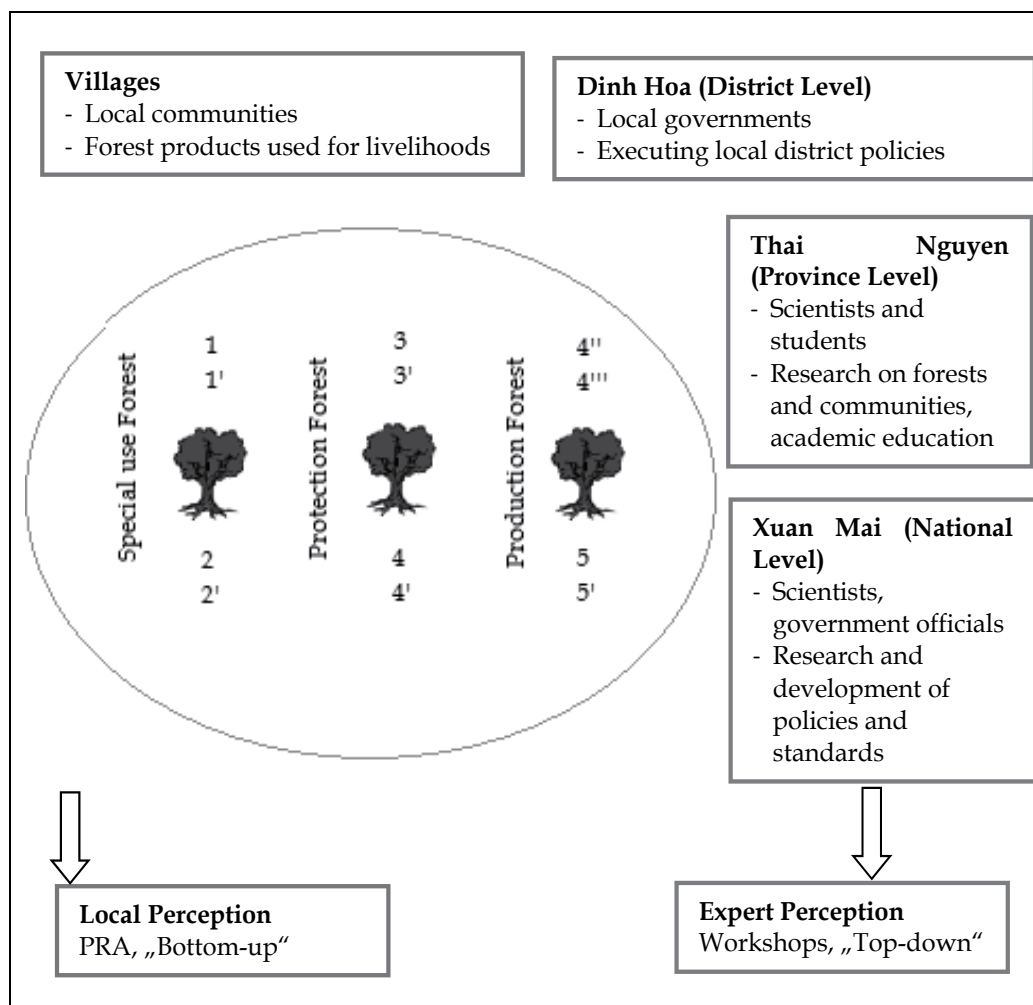 Villages
- Local communities
- Forest products used for livelihoods
Dinh Hoa (District Level)
- Local governments
- Executing local district policies
Thai Nguyen
(Province Level)
- Scientists and
students
- Research on forests
and communities,
academic education
Special use Forest
1
1'
2
2'
Protection Forest
3
3'
4
4'
Production Forest
4"
4'''
5
5'
Xuan Mai (National
Level)
- Scientists,
government officials
- Research and
development of
policies and
standards
Local Perception
PRA, „Bottom-up“
Expert Perception
Workshops, „Top-down“